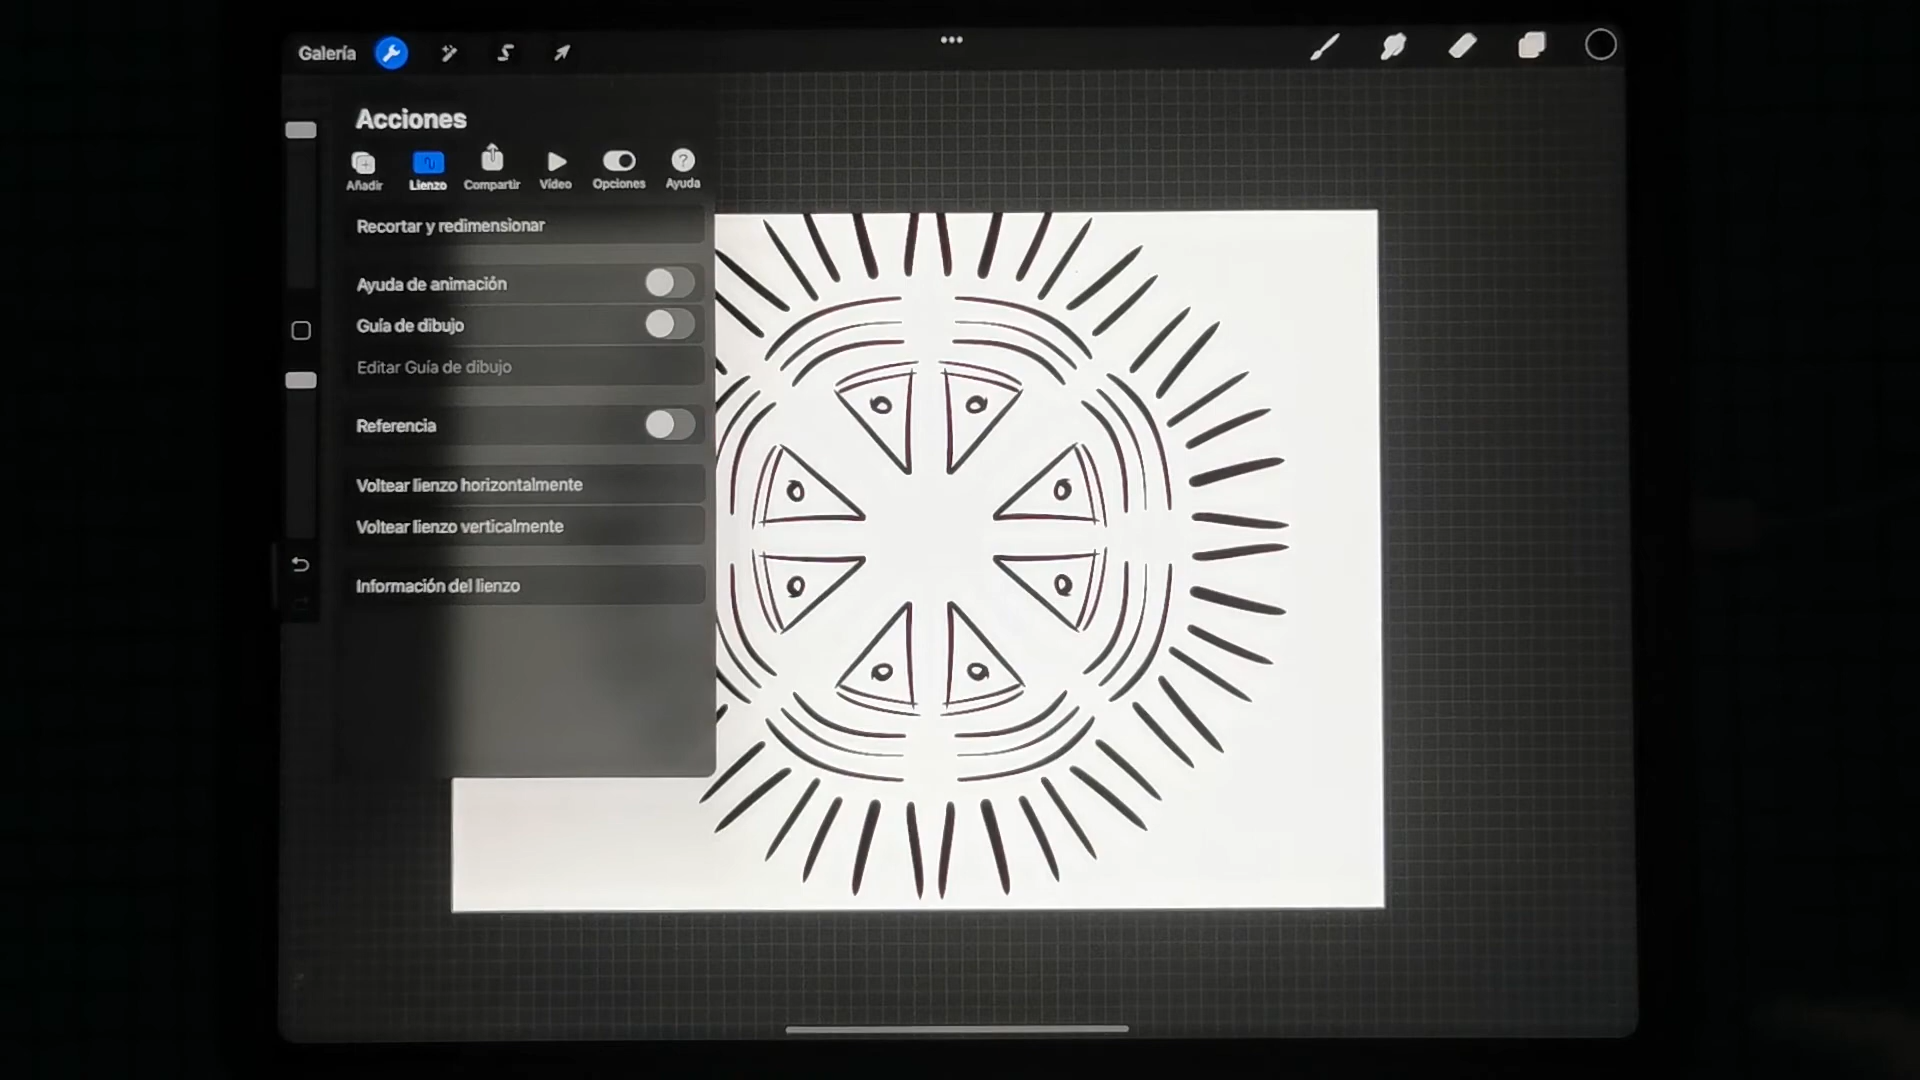 Galería
Acciones
Añadir Lienzo Compartir Vídeo Opciones Ayuda
Recortar y redimensionar
Ayuda de animación
Guía de dibujo
Editar Guía de dibujo
Referencia
Voltear lienzo horizontalmente
Voltear lienzo verticalmente
Información del lienzo